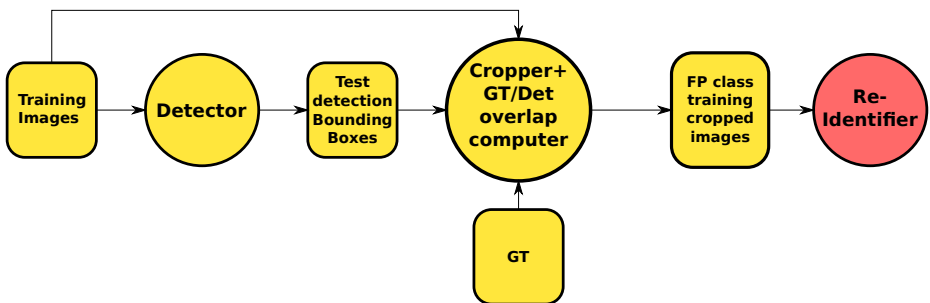 Training
Images
Detector
Test
detection
Bounding
Boxes
Cropper+
GT/Det
overlap
computer
FP class
training
cropped
images
Re-
Identifier
GT